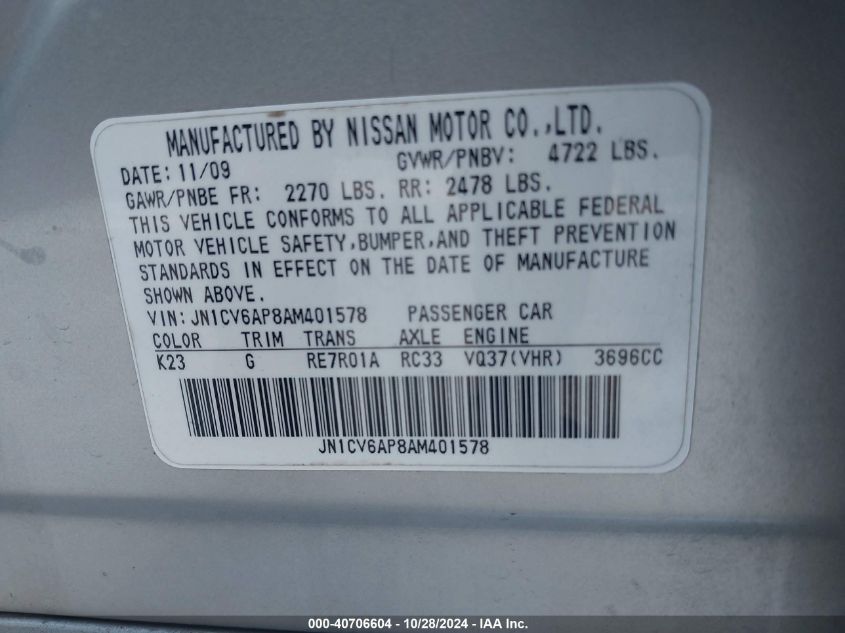 MANUFACTURED BY NISSAN MOTOR CO.,LTD.
DATE: 11/09 GVWR/PNBV: 4722 LBS.
GAWR/PNBE FR: 2270 LBS. RR: 2478 LBS.
THIS VEHICLE CONFORMS TO ALL APPLICABLE FEDERAL
MOTOR VEHICLE SAFETY,BUMPER,AND THEFT PREVENTION
STANDARDS IN EFFECT ON THE DATE OF MANUFACTURE
SHOWN ABOVE.
VIN: JN1CV6AP8AM401578 PASSENGER CAR
COLOR TRIM TRANS AXLE ENGINE
K23 G RE7R01A RC33 VQ37(VHR) 3696CC
JN1CV6AP8AM401578
000-40706604 - 10/28/2024 - IAA Inc.